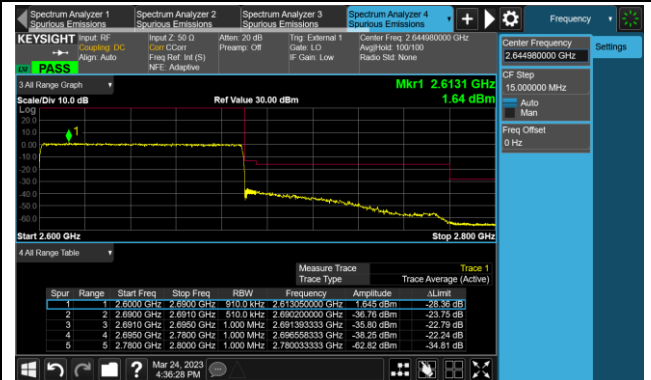 Spectrum Analyzer 1 Spectrum Analyzer 2 Spectrum Analyzer 3 Spectrum Analyzer 4
Spurious Emissions Spurious Emissions Spurious Emissions Spurious Emissions
Frequency
KEYSIGHT Input: RF Input Z: 50 Ω Atten: 20 dB Trig: External 1 Center Freq: 2.644980000 GHz
Coupling: DC Corr CCorr Preamp: Off Gate: LO Avg|Hold: 100/100
Align: Auto Freq Ref: Int (S) IF Gain: Low Radio Std: None
NFE: Adaptive
PASS
Center Frequency
2.644980000 GHz
Settings
CF Step
15.000000 MHz
Auto
Man
Freq Offset
0 Hz
3 All Range Graph
Mkr1 2.6131 GHz
Scale/Div 10.0 dB Ref Value 30.00 dBm 1.64 dBm
Log
20.0
10.0
0.00
-10.0
-20.0
-30.0
-40.0
-50.0
-60.0
1
Start 2.600 GHz Stop 2.800 GHz
4 All Range Table
Measure Trace Trace 1
Trace Type Trace Average (Active)
Spur Range Start Freq Stop Freq RBW Frequency Amplitude ΔLimit
1 1 2.6000 GHz 2.6900 GHz 910.0 kHz 2.613050000 GHz 1.645 dBm -28.36 dB
2 2 2.6900 GHz 2.6910 GHz 510.0 kHz 2.690200000 GHz -36.76 dBm -23.75 dB
3 3 2.6910 GHz 2.6950 GHz 1.000 MHz 2.691393333 GHz -35.80 dBm -22.79 dB
4 4 2.6950 GHz 2.7800 GHz 1.000 MHz 2.696558333 GHz -38.25 dBm -22.24 dB
5 5 2.7800 GHz 2.8000 GHz 1.000 MHz 2.780033333 GHz -62.82 dBm -34.81 dB
Mar 24, 2023
4:36:28 PM